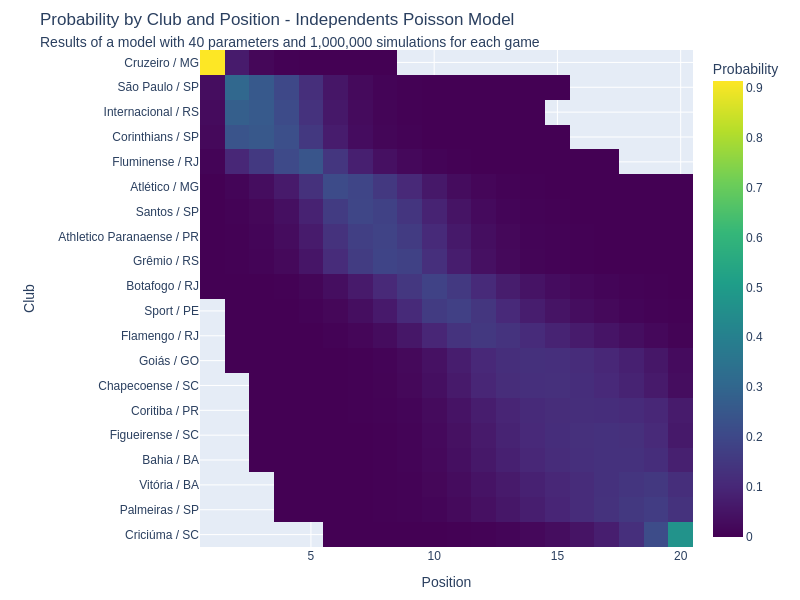 Probability by Club and Position - Independents Poisson Model
Results of a model with 40 parameters and 1,000,000 simulations for each game
Probability
Cruzeiro / MG
São Paulo / SP
Internacional / RS
Corinthians / SP
Fluminense / RJ
Atlético / MG
Santos / SP
Athletico Paranaense / PR
Grêmio / RS
Botafogo / RJ
Sport / PE
Flamengo / RJ
Goiás / GO
Chapecoense / SC
Coritiba / PR
Figueirense / SC
Bahia / BA
Vitória / BA
Palmeiras / SP
Criciúma / SC
Club
5
10
15
20
Position
0.9
0.8
0.7
0.6
0.5
0.4
0.3
0.2
0.1
0